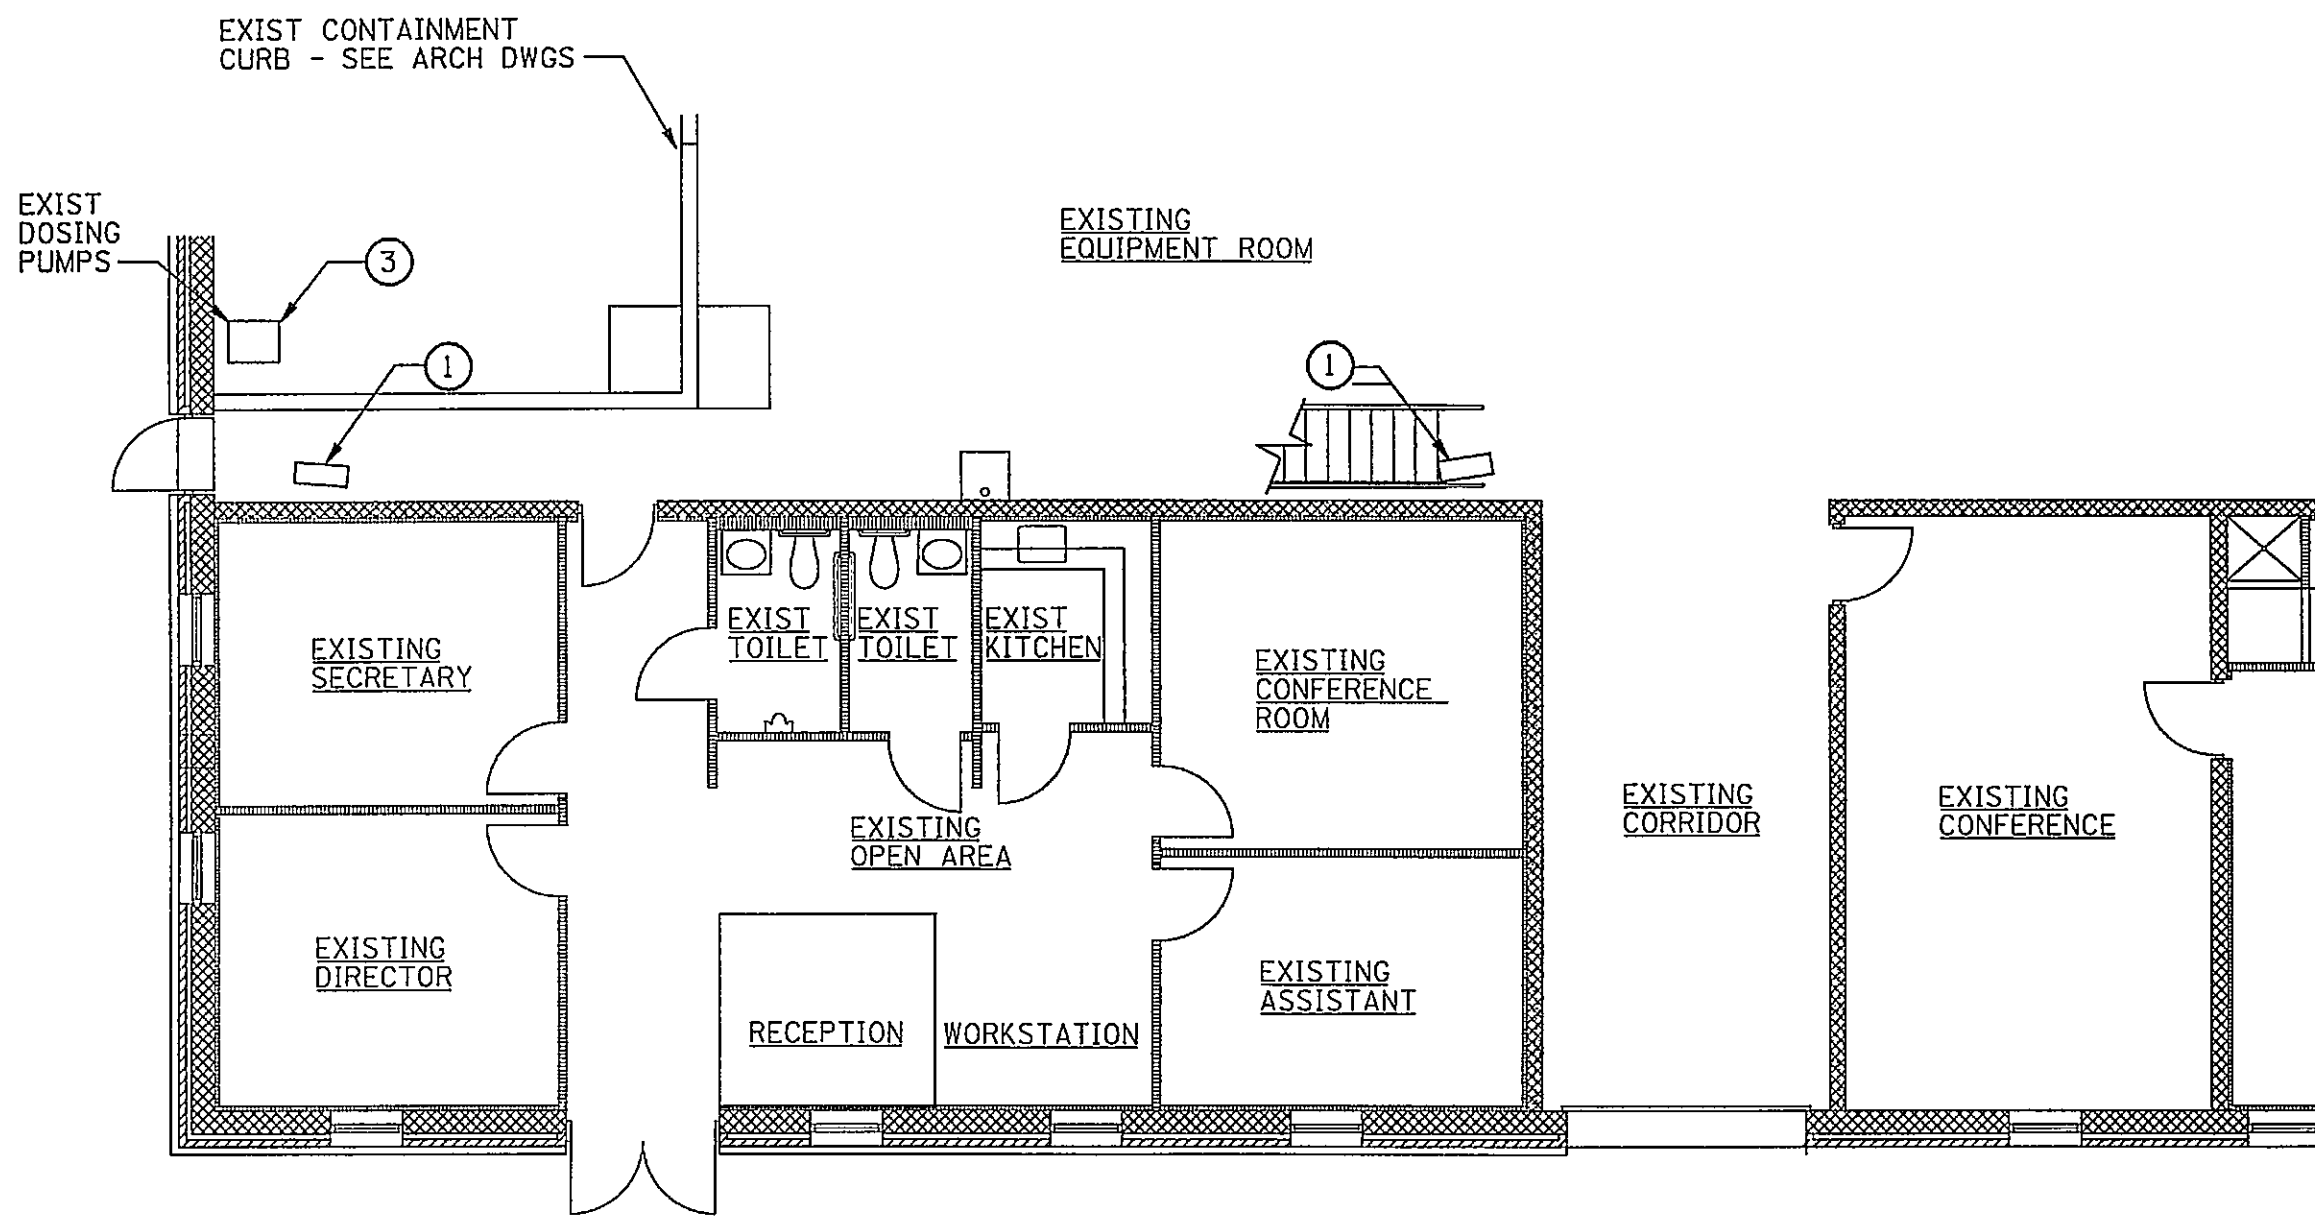 EXIST CONTAINMENT
CURB - SEE ARCH DWGS
EXIST
DOSING
PUMPS
3
EXISTING
EQUIPMENT ROOM
1
1
EXISTING
SECRETARY
EXIST
TOILET
EXIST
TOILET
EXIST
KITCHEN
EXISTING
CONFERENCE
ROOM
EXISTING
CORRIDOR
EXISTING
CONFERENCE
EXISTING
OPEN AREA
EXISTING
DIRECTOR
EXISTING
ASSISTANT
RECEPTION
WORKSTATION